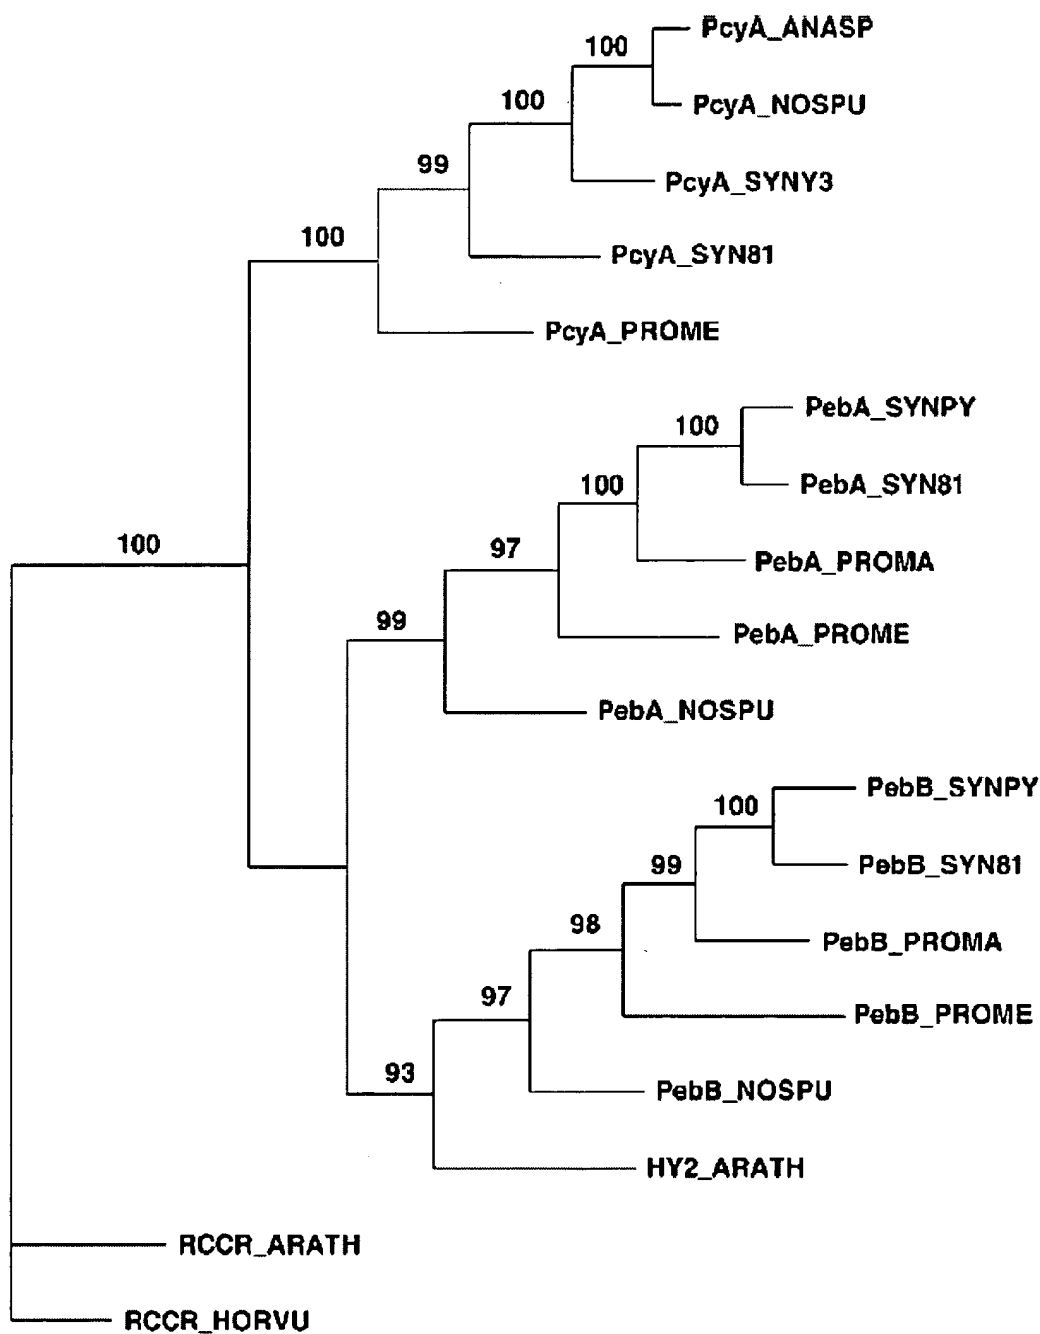 PcyA_ANASP
100
PcyA_NOSPU
100
99
PcyA_SYNY3
100
PcyA_SYN81
PcyA_PROME
PebA_SYNPY
100
PebA_SYN81
100
97
PebA_PROMA
100
99
PebA_PROME
PebA_NOSPU
PebB_SYNPY
100
PebB_SYN81
99
98
PebB_PROMA
97
PebB_PROME
93
PebB_NOSPU
HY2_ARATH
RCCR_ARATH
RCCR_HORVU